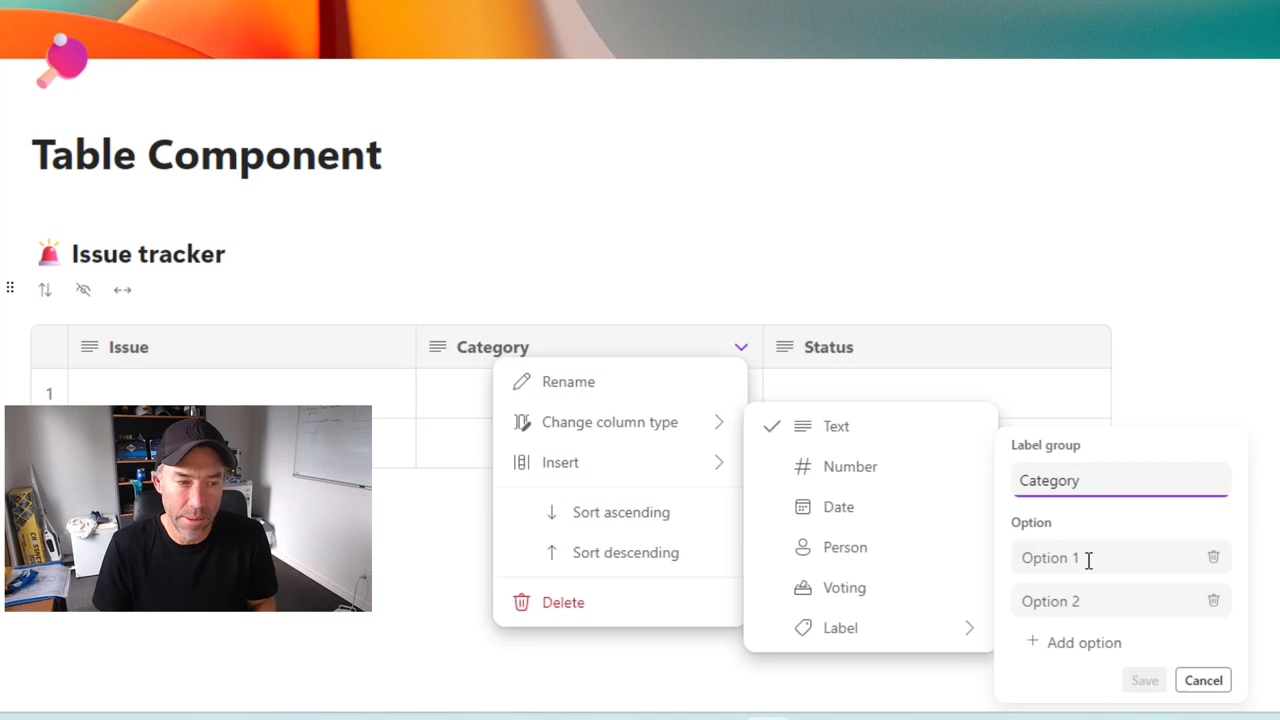 Table Component
Issue tracker
Issue
Category
Status
1
Rename
Change column type
Insert
Sort ascending
Sort descending
Delete
Text
Number
Date
Person
Voting
Label
Label group
Category
Option
Option 1
Option 2
Add option
Save
Cancel